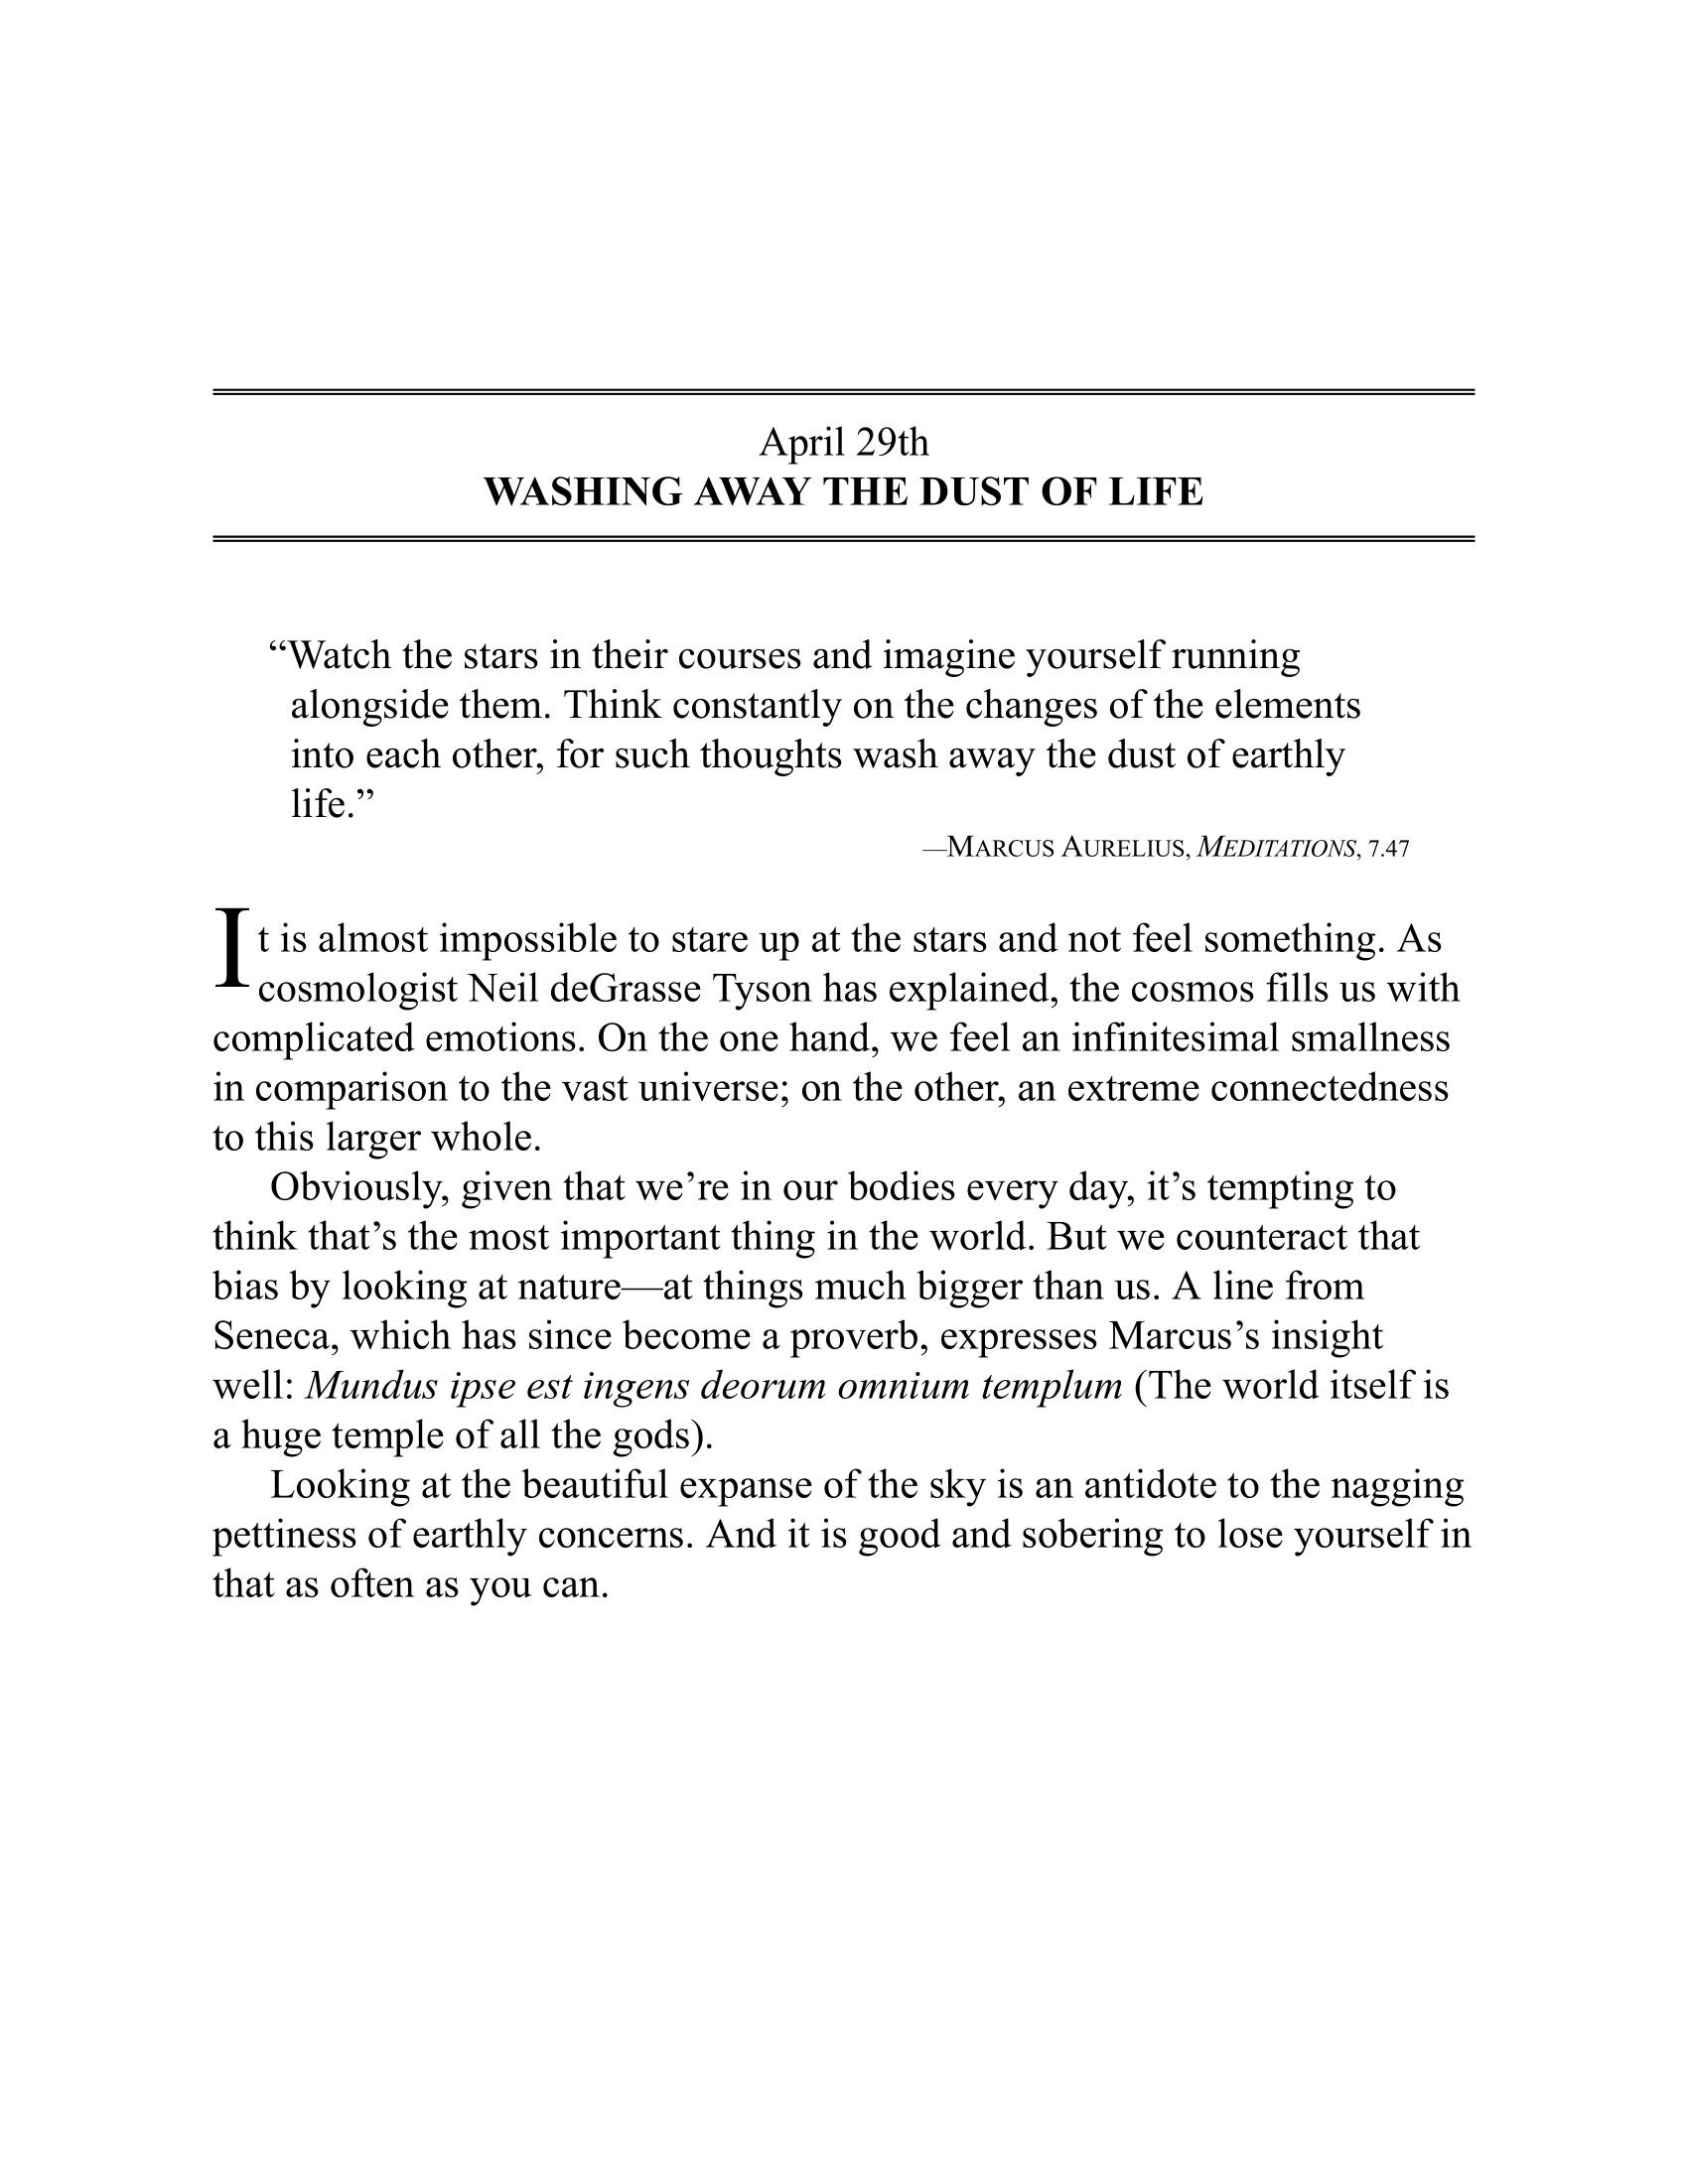 April 29th
WASHING AWAY THE DUST OF LIFE
“Watch the stars in their courses and imagine yourself running
alongside them. Think constantly on the changes of the elements
into each other, for such thoughts wash away the dust of earthly
life.”
—MARCUS AURELIUS, MEDITATIONS, 7.47
It is almost impossible to stare up at the stars and not feel something. As
cosmologist Neil deGrasse Tyson has explained, the cosmos fills us with
complicated emotions. On the one hand, we feel an infinitesimal smallness
in comparison to the vast universe; on the other, an extreme connectedness
to this larger whole.
Obviously, given that we’re in our bodies every day, it’s tempting to
think that’s the most important thing in the world. But we counteract that
bias by looking at nature—at things much bigger than us. A line from
Seneca, which has since become a proverb, expresses Marcus’s insight
well: Mundus ipse est ingens deorum omnium templum (The world itself is
a huge temple of all the gods).
Looking at the beautiful expanse of the sky is an antidote to the nagging
pettiness of earthly concerns. And it is good and sobering to lose yourself in
that as often as you can.